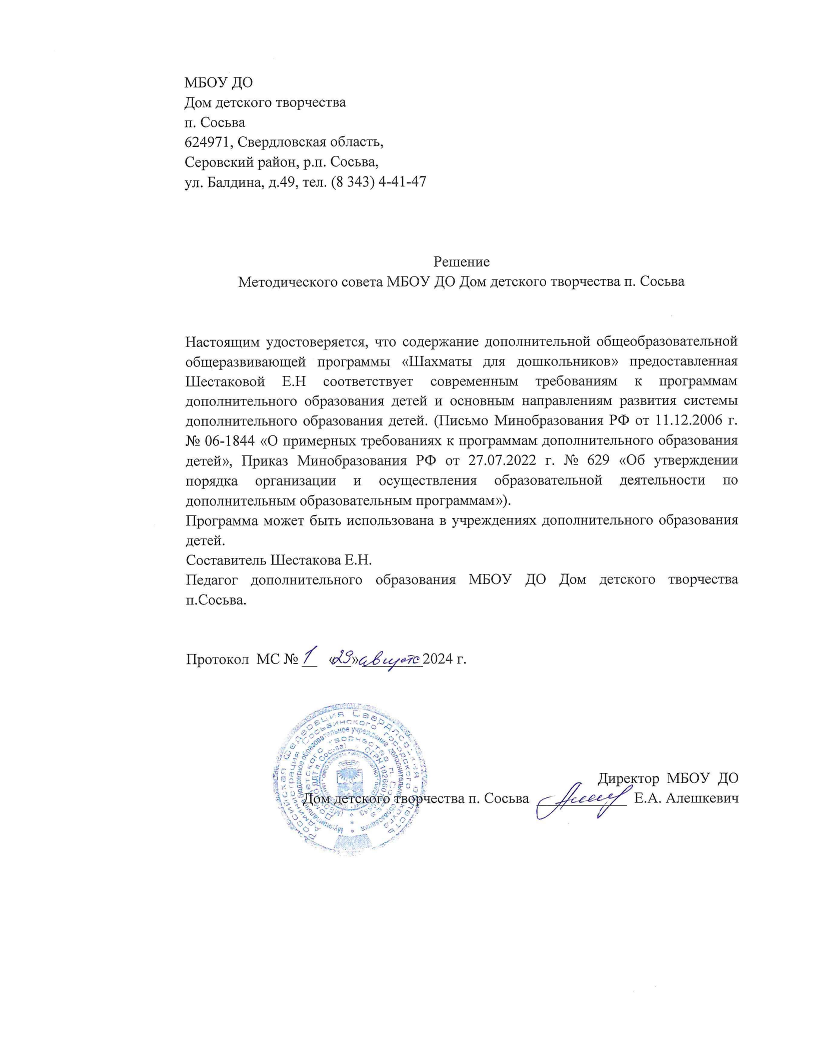 МБОУ ДО
Дом детского творчества
п. Сосьва
624971, Свердловская область,
Серовский район, р.п. Сосьва,
ул. Балдина, д.49, тел. (8 343) 4-41-47
Решение
Методического совета МБОУ ДО Дом детского творчества п. Сосьва
Настоящим удостоверяется, что содержание дополнительной общеобразовательной
общеразвивающей программы «Шахматы для дошкольников» предоставленная
Шестаковой Е.Н соответствует современным требованиям к программам
дополнительного образования детей и основным направлениям развития системы
дополнительного образования детей. (Письмо Минобразования РФ от 11.12.2006 г.
№ 06-1844 «О примерных требованиях к программам дополнительного образования
детей», Приказ Минобразования РФ от 27.07.2022 г. № 629 «Об утверждении
порядка организации и осуществления образовательной деятельности по
дополнительным образовательным программам»).
Программа может быть использована в учреждениях дополнительного образования
детей.
Составитель Шестакова Е.Н.
Педагог дополнительного образования МБОУ ДО Дом детского творчества
п.Сосьва.
Протокол МС № 1 «29» августа 2024 г.
Директор МБОУ ДО
Дом детского творчества п. Сосьва Е.А. Алешкевич